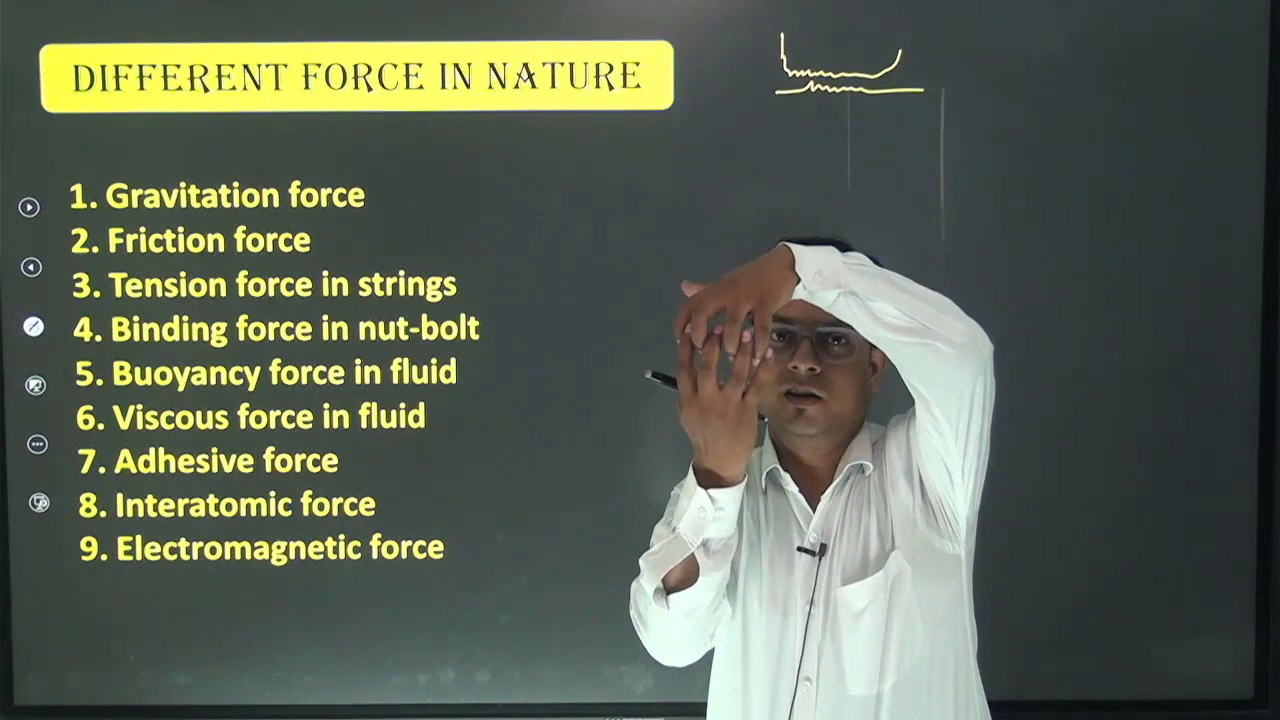 DIFFERENT FORCE IN NATURE
1. Gravitation force
2. Friction force
3. Tension force in strings
4. Binding force in nut-bolt
5. Buoyancy force in fluid
6. Viscous force in fluid
7. Adhesive force
8. Interatomic force
9. Electromagnetic force